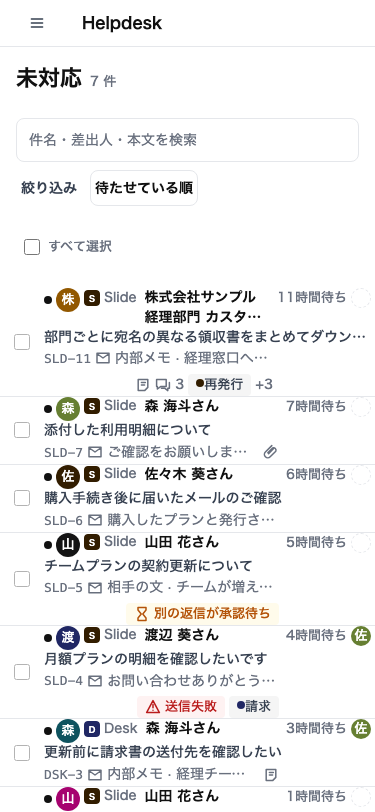 Helpdesk
未対応 7 件
件名・差出人・本文を検索
絞り込み 待たせている順
すべて選択
株 S Slide 株式会社サンプル 11時間待ち
経理部門 カスタ…
部門ごとに宛名の異なる領収書をまとめてダウン…
SLD-11 内部メモ · 経理窓口へ…
3 再発行 +3
森 S Slide 森 海斗さん 7時間待ち
添付した利用明細について
SLD-7 ご確認をお願いしま…
佐 S Slide 佐々木 葵さん 6時間待ち
購入手続き後に届いたメールのご確認
SLD-6 購入したプランと発行さ…
山 S Slide 山田 花さん 5時間待ち
チームプランの契約更新について
SLD-5 相手の文 · チームが増え…
別の返信が承認待ち
渡 S Slide 渡辺 葵さん 4時間待ち 佐
月額プランの明細を確認したいです
SLD-4 お問い合わせありがとう…
送信失敗 請求
森 D Desk 森 海斗さん 3時間待ち 佐
更新前に請求書の送付先を確認したい
DSK-3 内部メモ · 経理チー…
山 S Slide 山田 花さん 1時間待ち